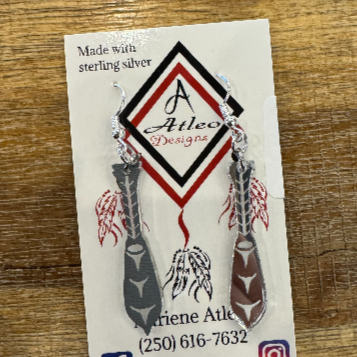 Made with
sterling silver
A
Atleo
Designs
(250) 616-7632